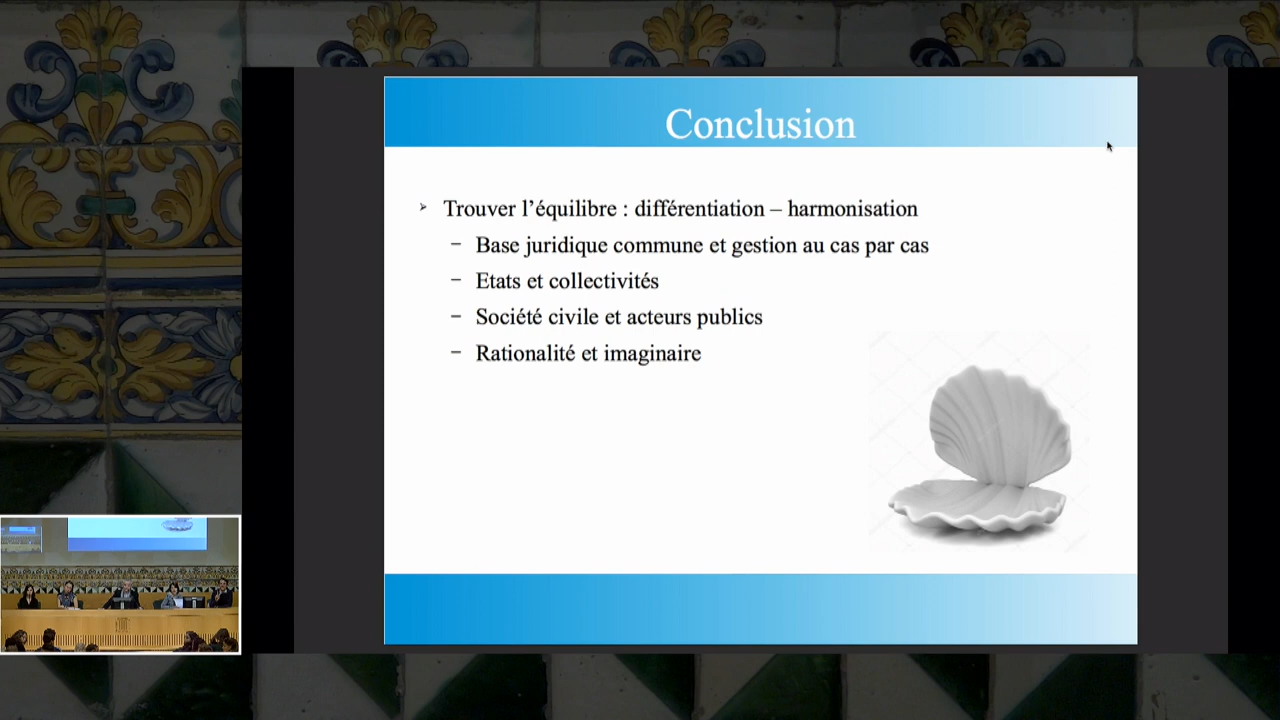 Conclusion
➢ Trouver l’équilibre : différentiation – harmonisation
– Base juridique commune et gestion au cas par cas
– Etats et collectivités
– Société civile et acteurs publics
– Rationalité et imaginaire